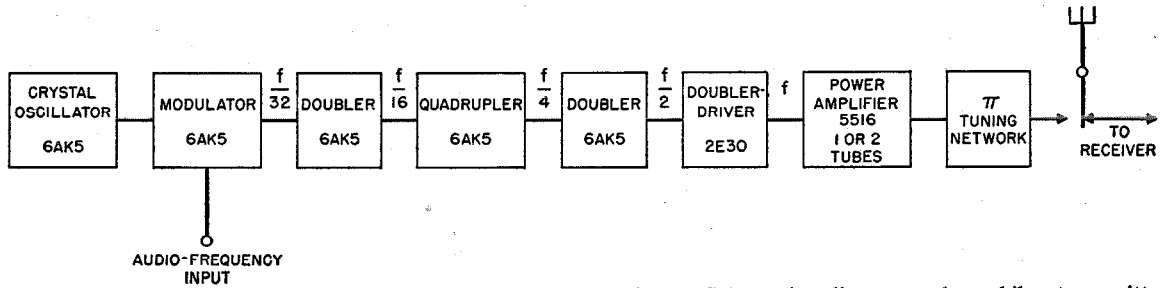 CRYSTAL
OSCILLATOR
6AK5
MODULATOR
6AK5
f
32
DOUBLER
6AK5
f
16
QUADRUPLER
6AK5
f
4
DOUBLER
6AK5
f
2
DOUBLER-
DRIVER
2E30
f
POWER
AMPLIFIER
5516
1 OR 2
TUBES
π
TUNING
NETWORK
TO
RECEIVER
AUDIO-FREQUENCY
INPUT